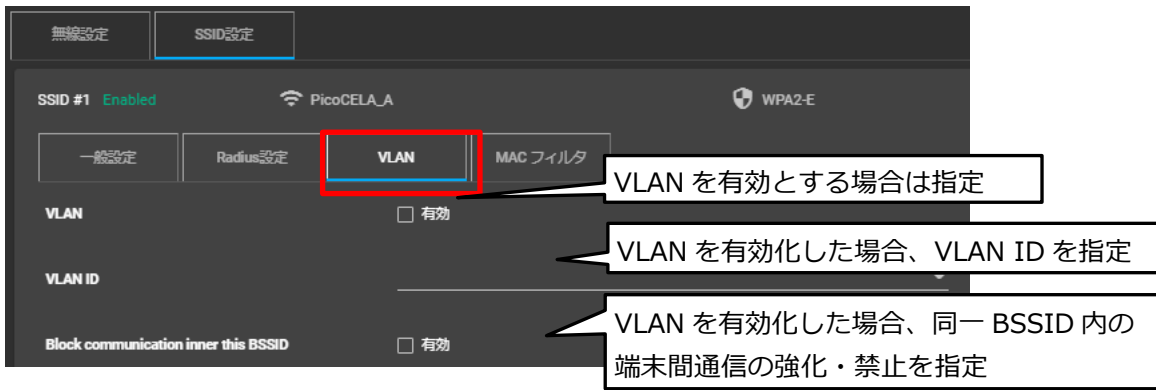 無線設定 SSID設定
SSID #1 Enabled PicoCELA_A WPA2-E
一般設定 Radius設定 VLAN MAC フィルタ
VLAN を有効とする場合は指定
VLAN 有効
VLAN を有効化した場合、VLAN ID を指定
VLAN ID
VLAN を有効化した場合、同一 BSSID 内の
端末間通信の強化・禁止を指定
Block communication inner this BSSID 有効